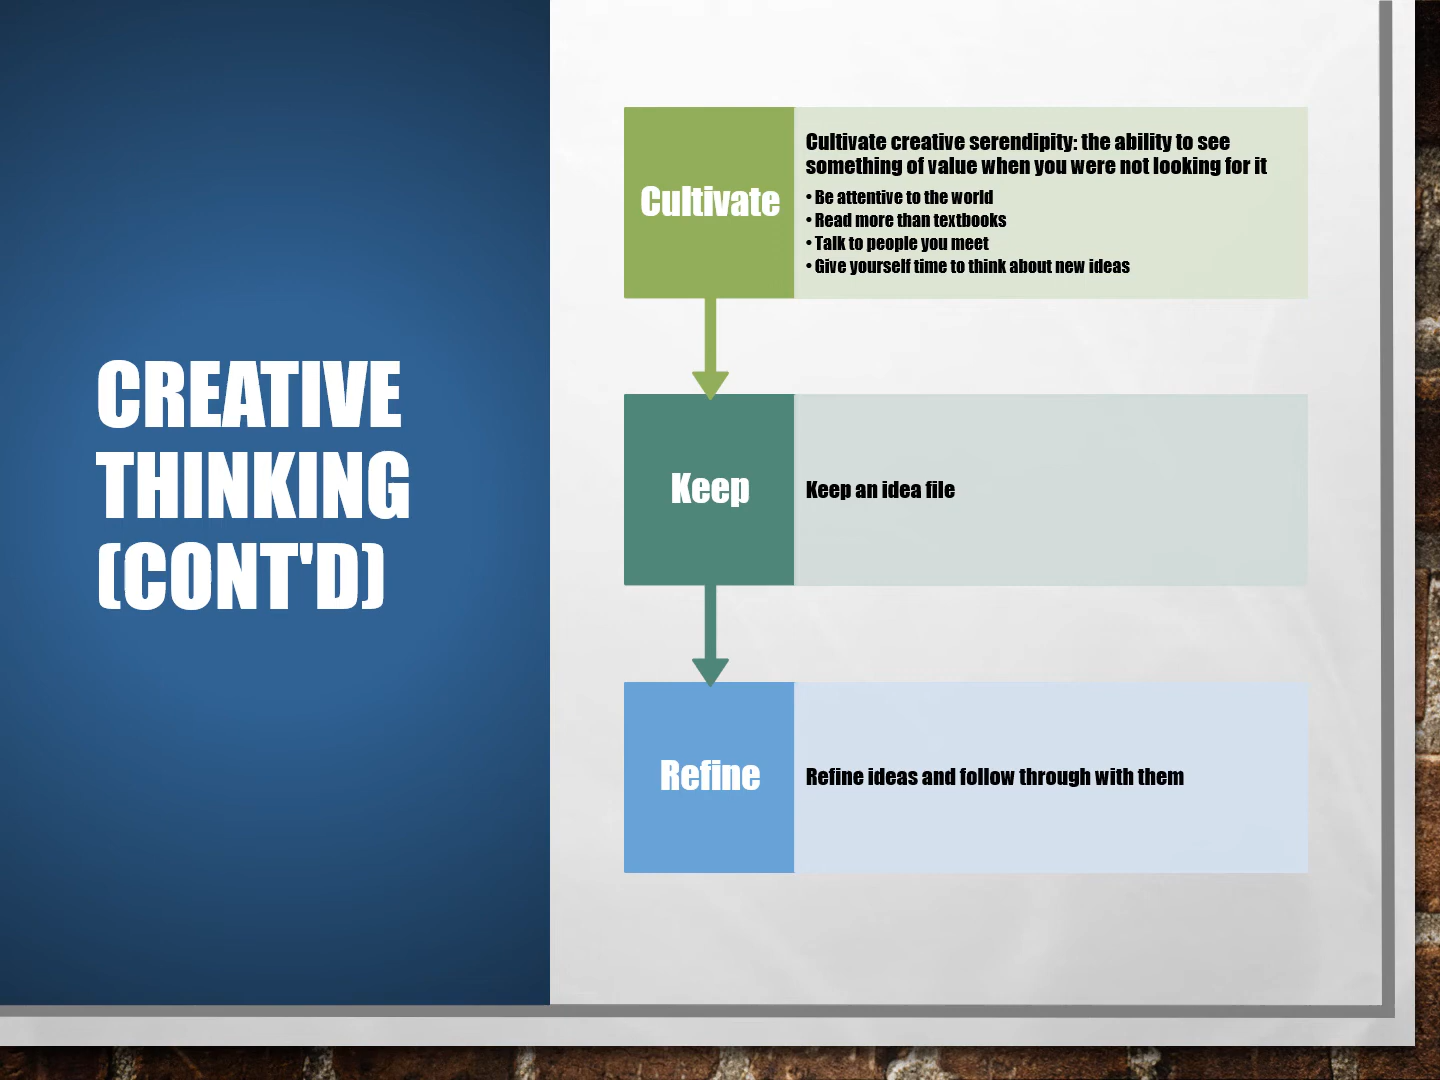 CREATIVE
THINKING
(CONT'D)
Cultivate
Cultivate creative serendipity: the ability to see
something of value when you were not looking for it
• Be attentive to the world
• Read more than textbooks
• Talk to people you meet
• Give yourself time to think about new ideas
Keep
Keep an idea file
Refine
Refine ideas and follow through with them